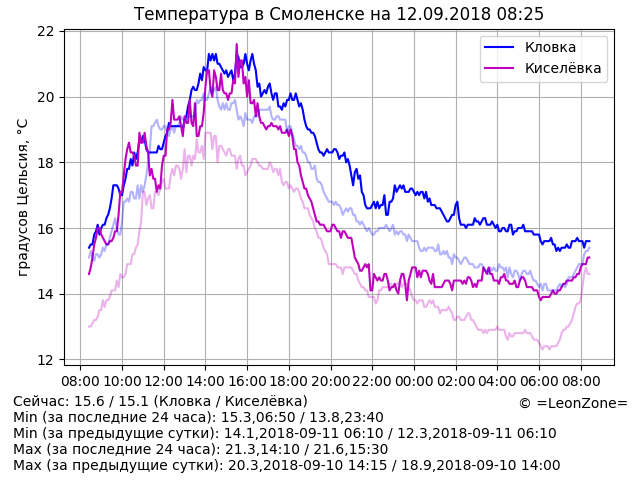 Температура в Смоленске на 12.09.2018 08:25
Кловка
Киселёвка
градусов Цельсия, °C
22
20
18
16
14
12
08:00 10:00 12:00 14:00 16:00 18:00 20:00 22:00 00:00 02:00 04:00 06:00 08:00
Сейчас: 15.6 / 15.1 (Кловка / Киселёвка)
© =LeonZone=
Min (за последние 24 часа): 15.3,06:50 / 13.8,23:40
Min (за предыдущие сутки): 14.1,2018-09-11 06:10 / 12.3,2018-09-11 06:10
Max (за последние 24 часа): 21.3,14:10 / 21.6,15:30
Max (за предыдущие сутки): 20.3,2018-09-10 14:15 / 18.9,2018-09-10 14:00